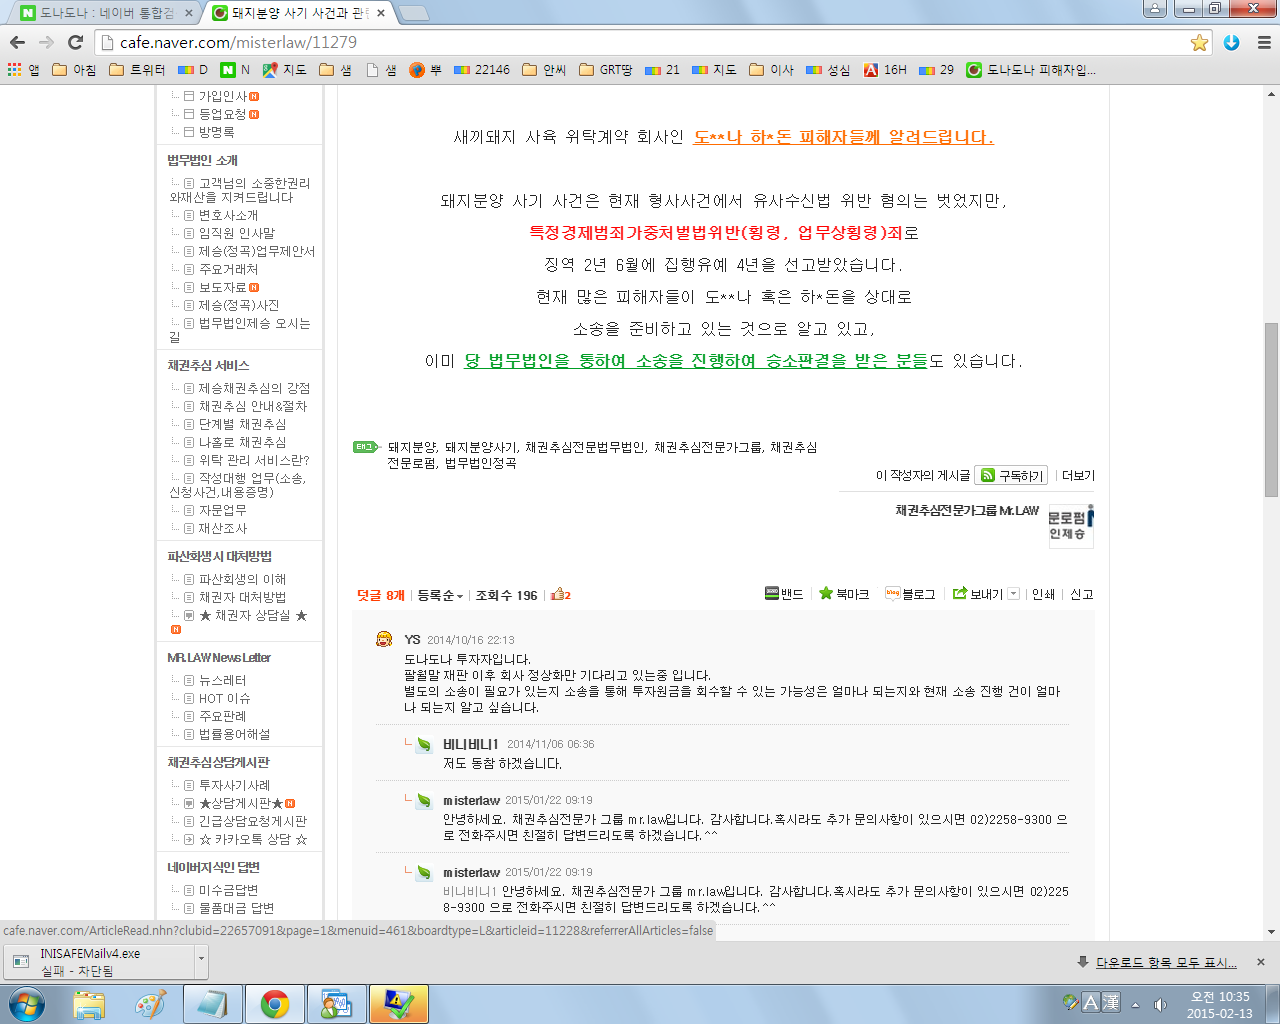 도나도나 : 네이버 통합검
돼지분양 사기 사건과 관련
cafe.naver.com/misterlaw/11279
앱 아침 트위터 D N 지도 샘 샘 뿌 22146 안씨 GRT땅 21 지도 이사 성심 16H 29 도나도나 피해자입...
가입인사
등업요청
방명록
법무법인 소개
고객님의 소중한권리
와재산을 지켜드립니다
변호사소개
임직원 인사말
제승(정곡)업무제안서
주요거래처
보도자료
제승(정곡)사진
법무법인제승 오시는
길
채권추심 서비스
제승채권추심의 강점
채권추심 안내&절차
단계별 채권추심
나홀로 채권추심
위탁 관리 서비스란?
작성대행 업무(소송,
신청사건,내용증명)
자문업무
재산조사
파산회생시 대처방법
파산회생의 이해
채권자 대처방법
★ 채권자 상담실 ★
MR.LAW News Letter
뉴스레터
HOT 이슈
주요판례
법률용어해설
채권추심상담게시판
투자사기사례
★상담게시판★
긴급상담요청게시판
☆ 카카오톡 상담 ☆
네이버지식인 답변
미수금답변
물품대금 답변
새끼돼지 사육 위탁계약 회사인 도**나 하*돈 피해자들께 알려드립니다.
돼지분양 사기 사건은 현재 형사사건에서 유사수신법 위반 혐의는 벗었지만,
특정경제범죄가중처벌법위반(횡령, 업무상횡령)죄로
징역 2년 6월에 집행유예 4년을 선고받았습니다.
현재 많은 피해자들이 도**나 혹은 하*돈을 상대로
소송을 준비하고 있는 것으로 알고 있고,
이미 당 법무법인을 통하여 소송을 진행하여 승소판결을 받은 분들도 있습니다.
태그 돼지분양, 돼지분양사기, 채권추심전문법무법인, 채권추심전문가그룹, 채권추심
전문로펌, 법무법인정곡
이 작성자의 게시글 구독하기 더보기
채권추심전문가그룹 Mr.LAW
문로펌
인제승
덧글 8개 등록순 조회수 196 2 밴드 북마크 블로그 보내기 인쇄 신고
YS 2014/10/16 22:13
도나도나 투자자입니다.
팔월말 재판 이후 회사 정상화만 기다리고 있는중 입니다.
별도의 소송이 필요가 있는지 소송을 통해 투자원금을 회수할 수 있는 가능성은 얼마나 되는지와 현재 소송 진행 건이 얼마
나 되는지 알고 싶습니다.
비니비니1 2014/11/06 06:36
저도 동참 하겠습니다.
misterlaw 2015/01/22 09:19
안녕하세요. 채권추심전문가 그룹 mr.law입니다. 감사합니다.혹시라도 추가 문의사항이 있으시면 02)2258-9300 으
로 전화주시면 친절히 답변드리도록 하겠습니다.^^
misterlaw 2015/01/22 09:19
비니비니1 안녕하세요. 채권추심전문가 그룹 mr.law입니다. 감사합니다.혹시라도 추가 문의사항이 있으시면 02)225
8-9300 으로 전화주시면 친절히 답변드리도록 하겠습니다.^^
cafe.naver.com/ArticleRead.nhn?clubid=22657091&page=1&menuid=461&boardtype=L&articleid=11228&referrerAllArticles=false
INISAFEMailv4.exe
실패 - 차단됨
다운로드 항목 모두 표시...
A 漢
오전 10:35
2015-02-13